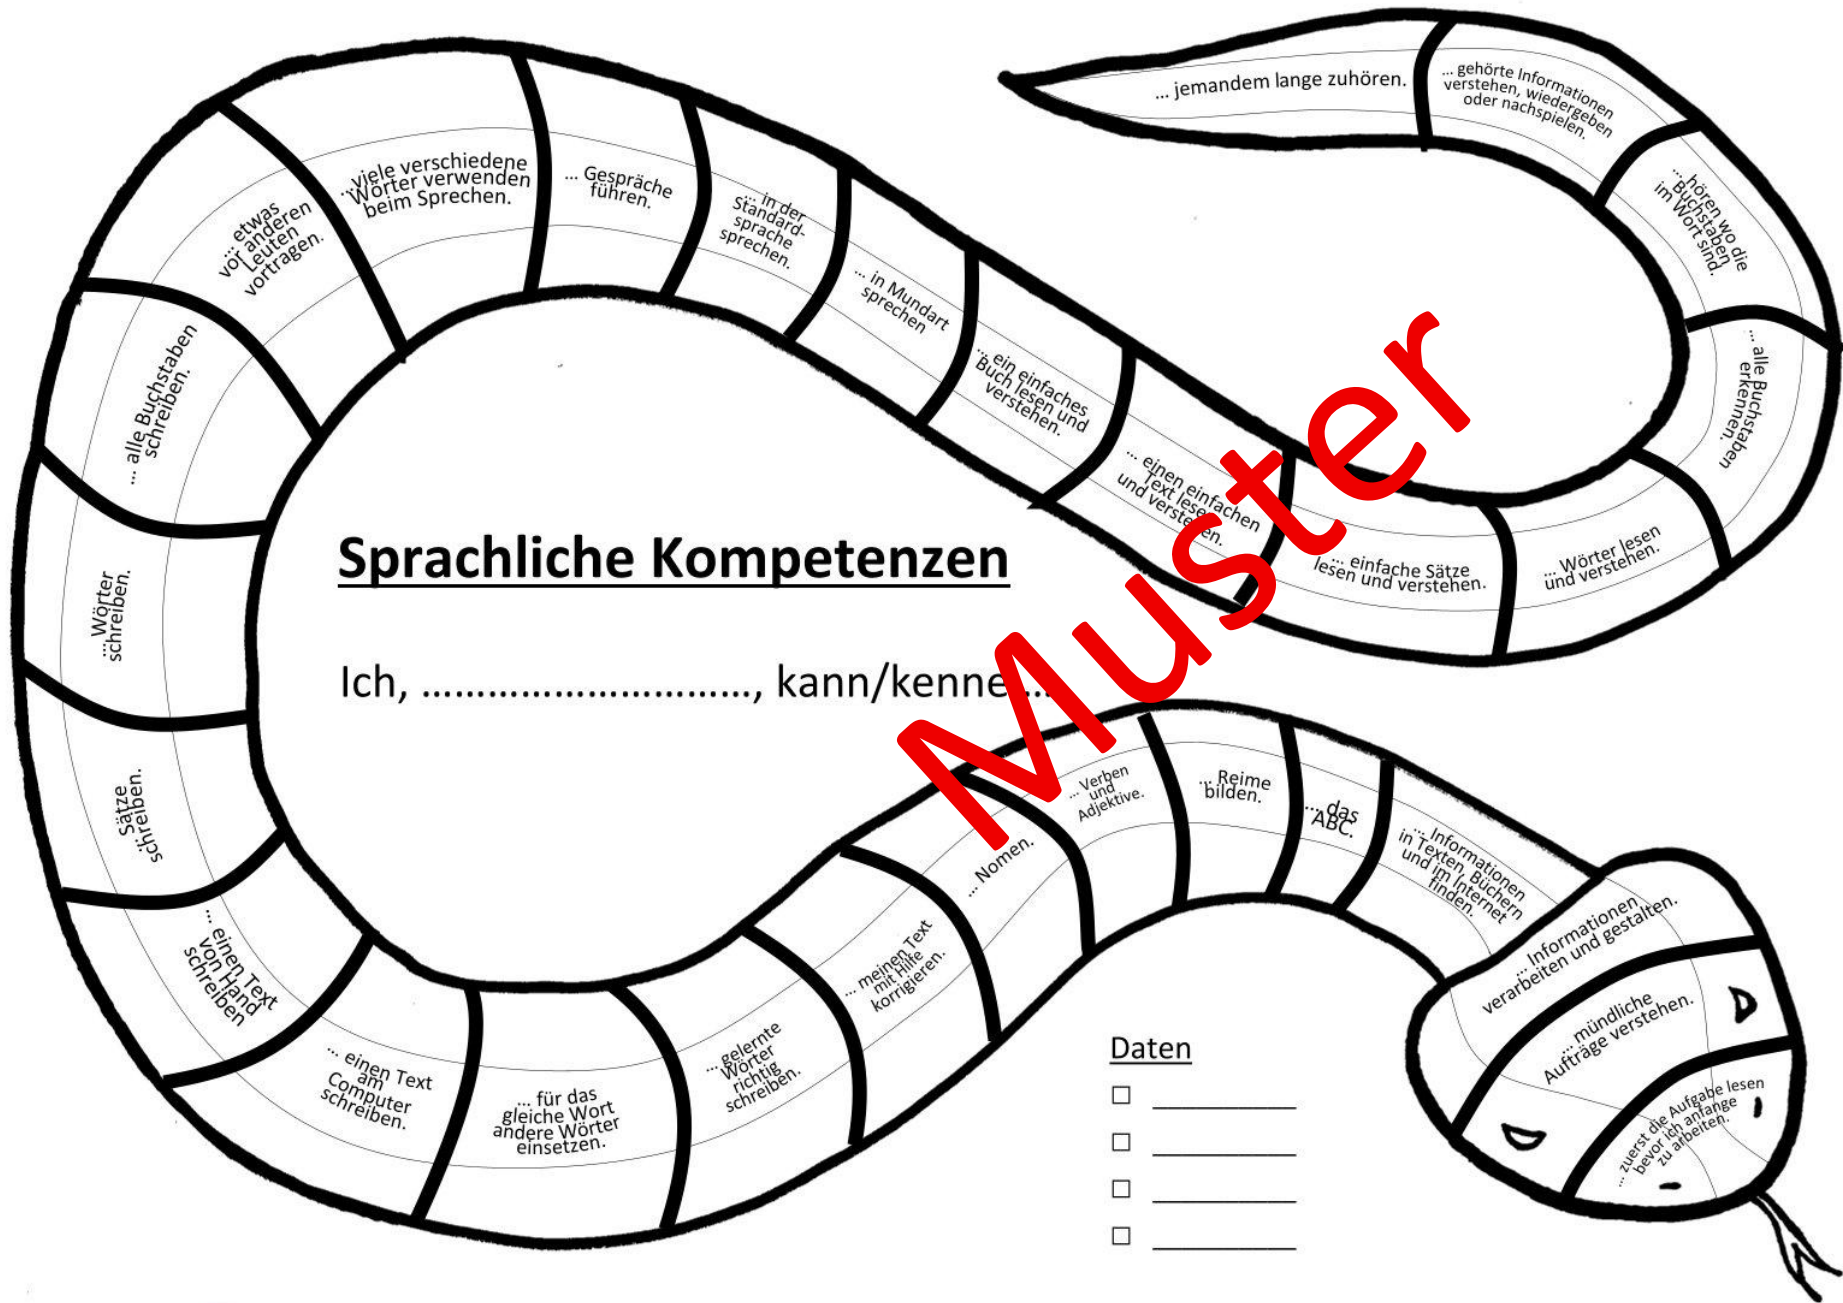 ... jemandem lange zuhören.
... gehörte Informationen
verstehen, wiedergeben
oder nachspielen.
... hören wo die
Buchstaben
im Wort sind.
... alle Buchstaben
erkennen.
... Wörter lesen
und verstehen.
... einfache Sätze
lesen und verstehen.
... einen einfachen
Text lesen
und verstehen.
... ein einfaches
Buch lesen und
verstehen.
... in Mundart
sprechen
... in der
Standard-
sprache
sprechen.
... Gespräche
führen.
...viele verschiedene
Wörter verwenden
beim Sprechen.
... etwas
vor anderen
Leuten
vortragen.
... alle Buchstaben
schreiben.
...Wörter
schreiben.
Sätze
...schreiben.
... einen Text
von Hand
schreiben
... einen Text
am
Computer
schreiben.
... für das
gleiche Wort
andere Wörter
einsetzen.
... gelernte
Wörter
richtig
schreiben.
... meinen Text
mit Hilfe
korrigieren.
... Nomen.
... Verben
und
Adjektive.
... Reime
bilden.
... das
ABC.
... Informationen
in Texten, Büchern
und im Internet
finden.
... Informationen
verarbeiten und gestalten.
... mündliche
Aufträge verstehen.
... zuerst die Aufgabe lesen
bevor ich anfange
zu arbeiten.
Sprachliche Kompetenzen
Ich, ..............................., kann/kenne ...
Muster
Daten
☐ ____________
☐ ____________
☐ ____________
☐ ____________